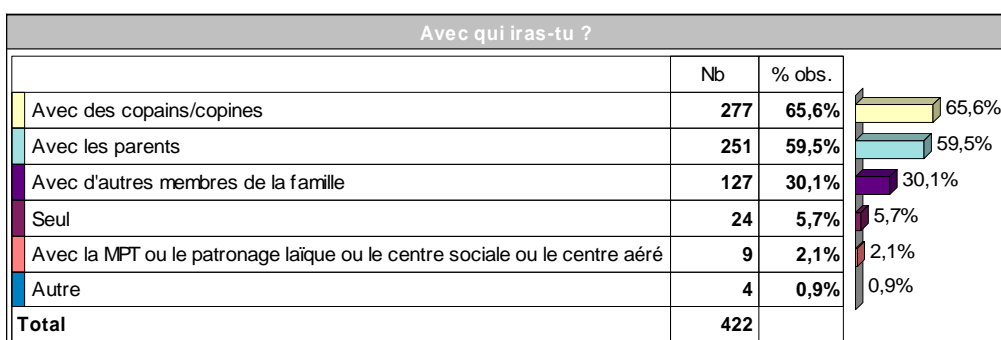 Avec qui iras-tu ?
Nb % obs.
Avec des copains/copines 277 65,6% 65,6%
Avec les parents 251 59,5% 59,5%
Avec d'autres membres de la famille 127 30,1% 30,1%
Seul 24 5,7% 5,7%
Avec la MPT ou le patronage laïque ou le centre sociale ou le centre aéré 9 2,1% 2,1%
Autre 4 0,9% 0,9%
Total 422